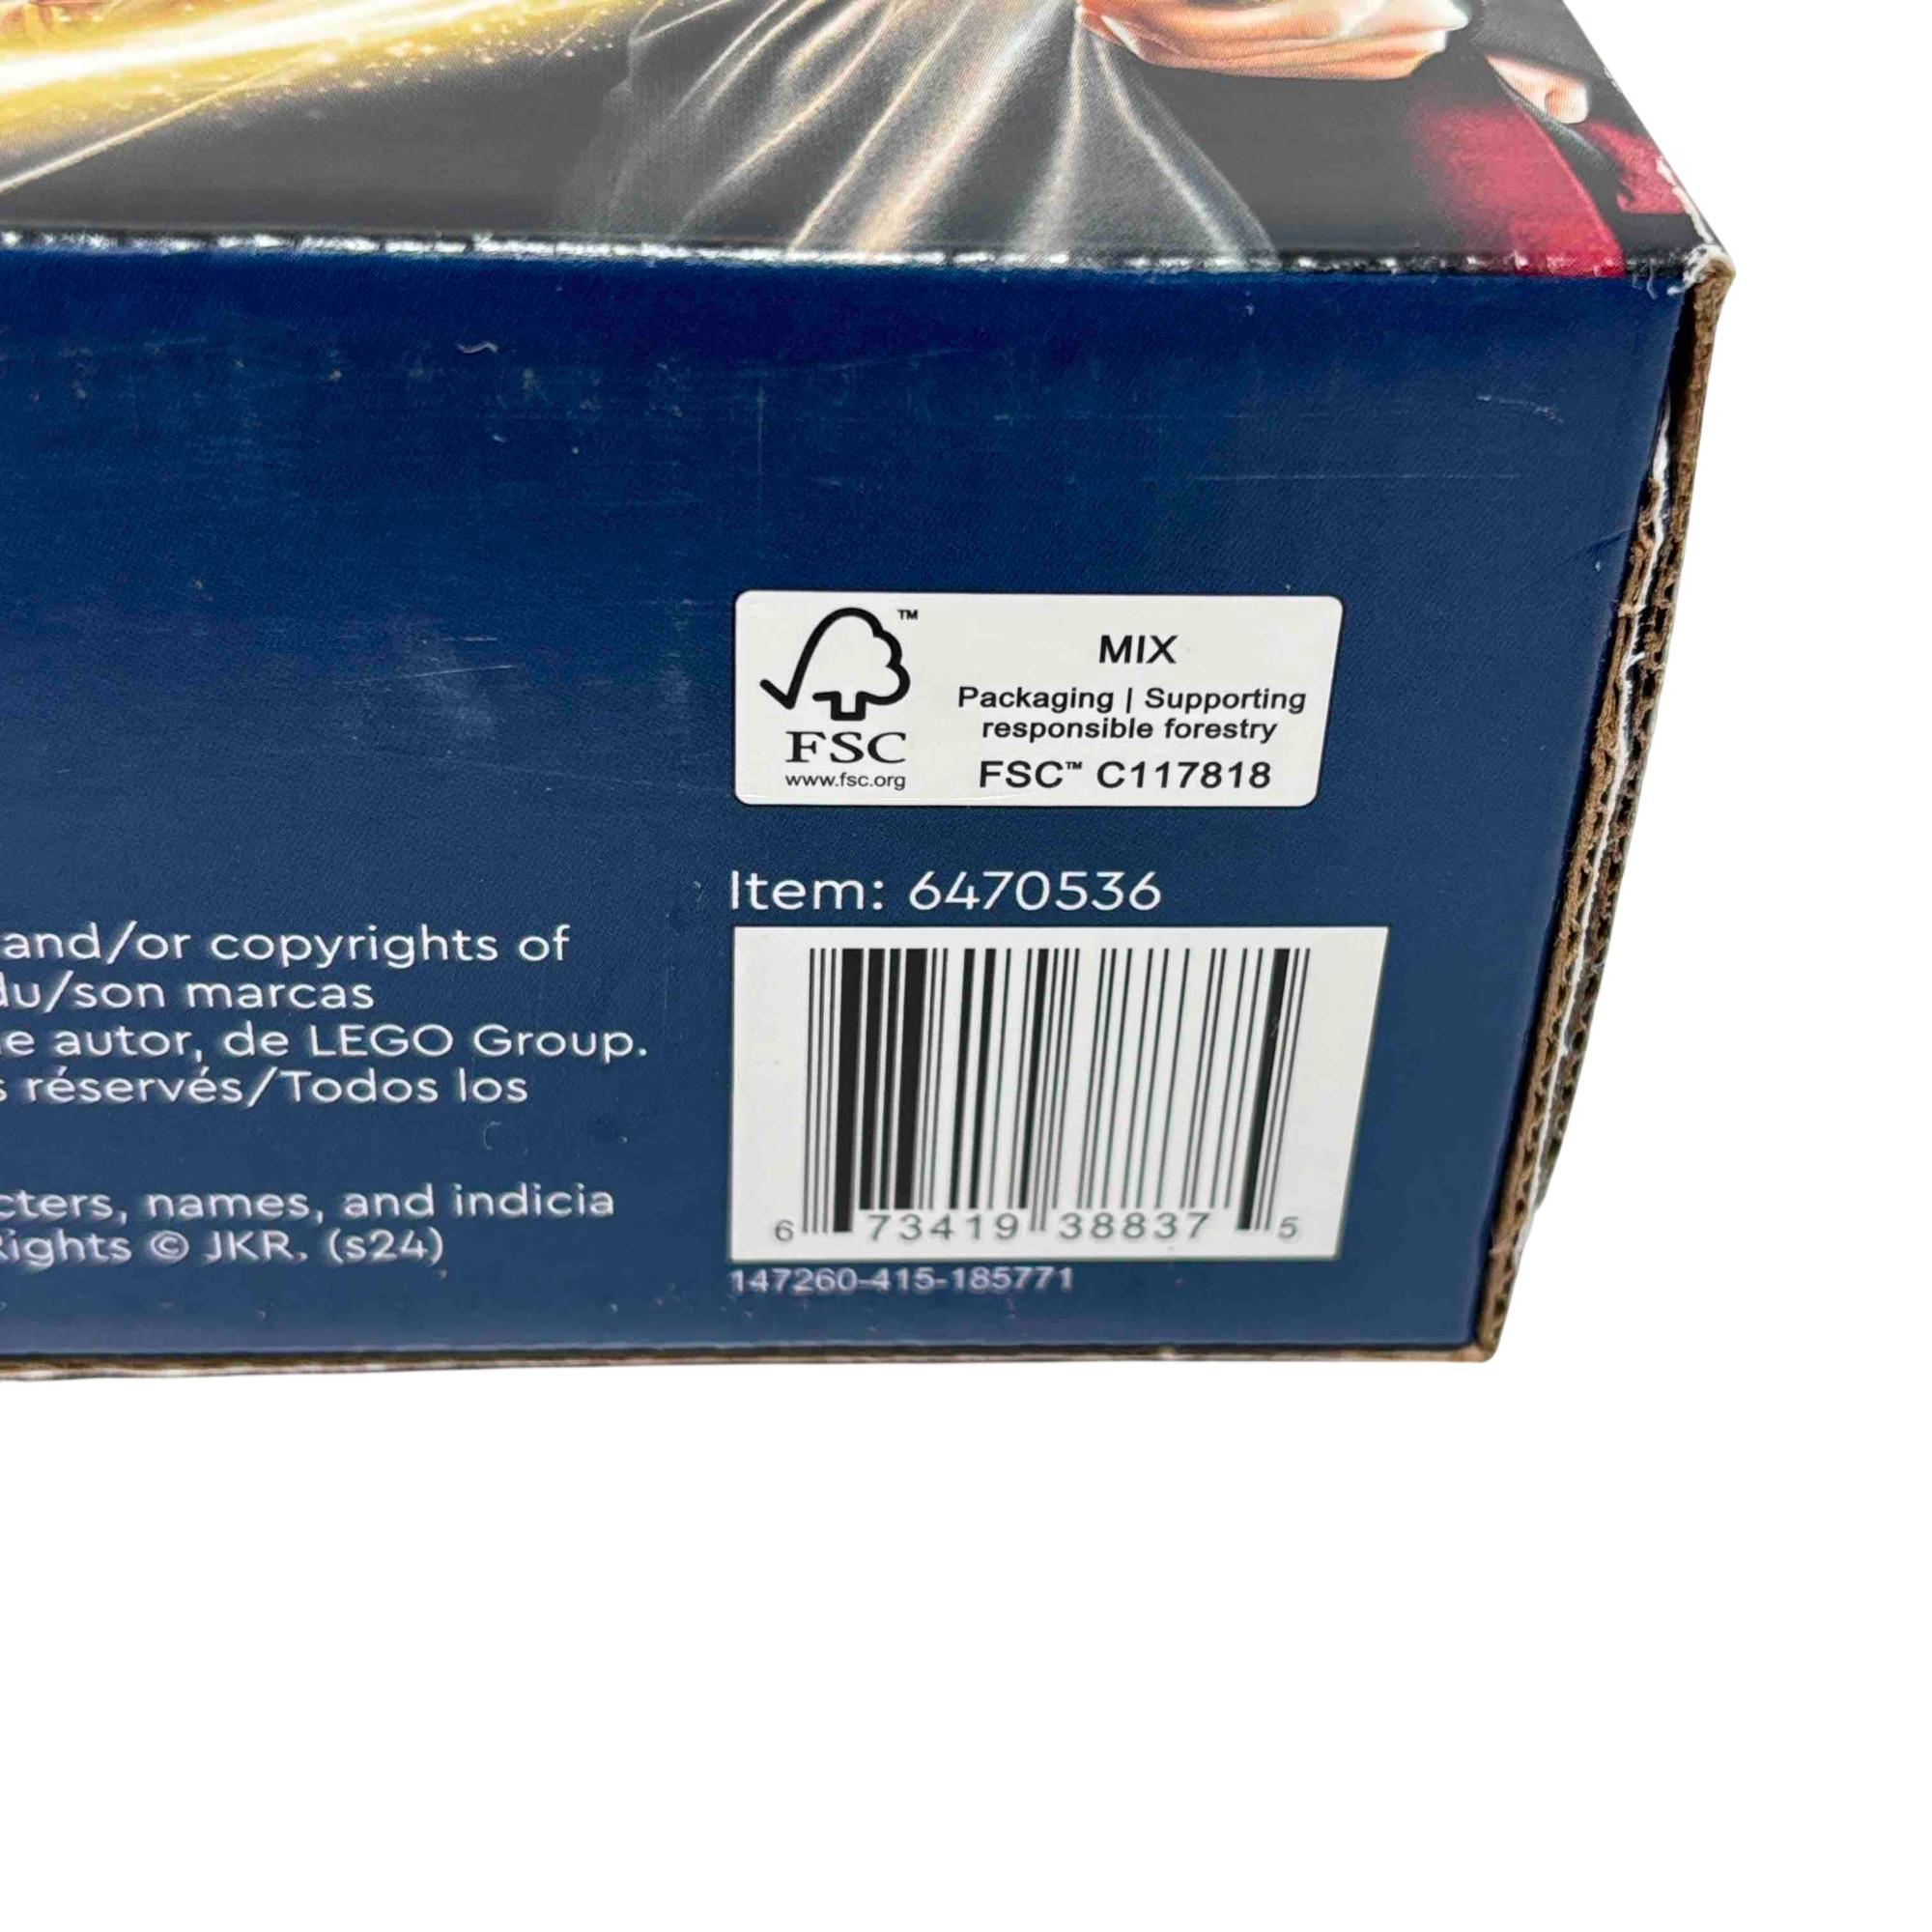 ™
MIX
Packaging | Supporting
responsible forestry
FSC
www.fsc.org
FSC™ C117818
Item: 6470536
and/or copyrights of
du/son marcas
e autor, de LEGO Group.
s réservés/Todos los
cters, names, and indicia
Rights © JKR. (s24)
6 73419 38837 5
147260-415-185771